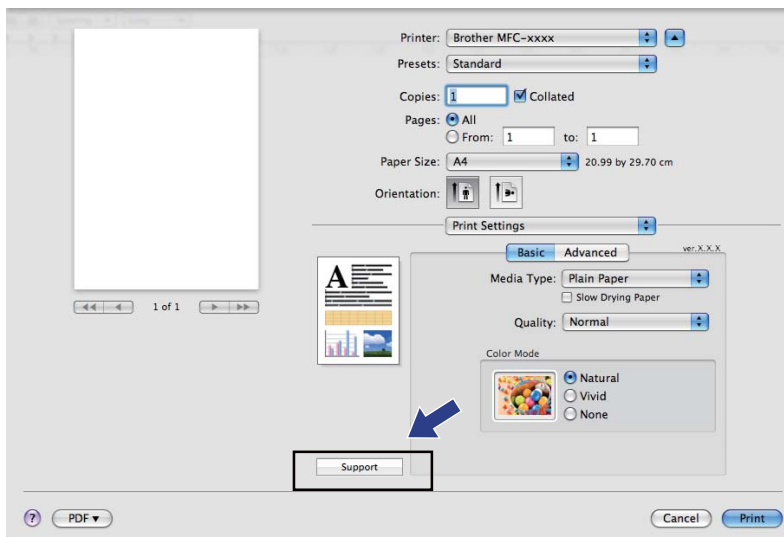 Printer: Brother MFC-xxxx
Presets: Standard
Copies: 1 Collated
Pages: All
From: 1 to: 1
Paper Size: A4 20.99 by 29.70 cm
Orientation:
Print Settings
Basic Advanced ver.X.X.X
Media Type: Plain Paper
Slow Drying Paper
Quality: Normal
Color Mode
Natural
Vivid
None
1 of 1
A
Support
? PDF Cancel Print